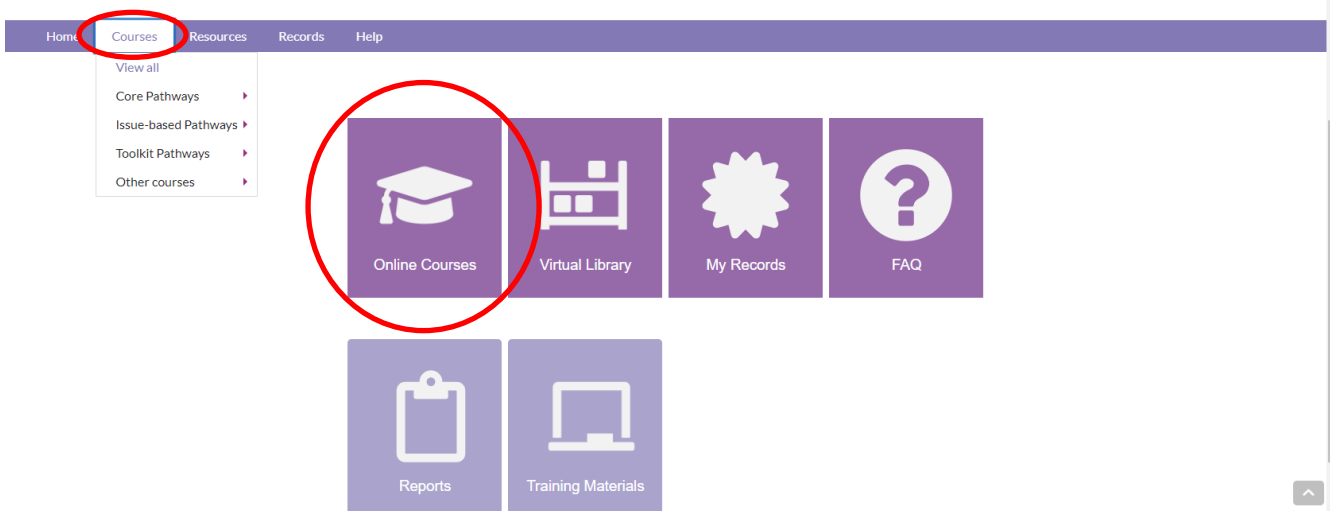 Home Courses Resources Records Help
View all
Core Pathways
Issue-based Pathways
Toolkit Pathways
Other courses
Online Courses Virtual Library My Records FAQ
Reports Training Materials